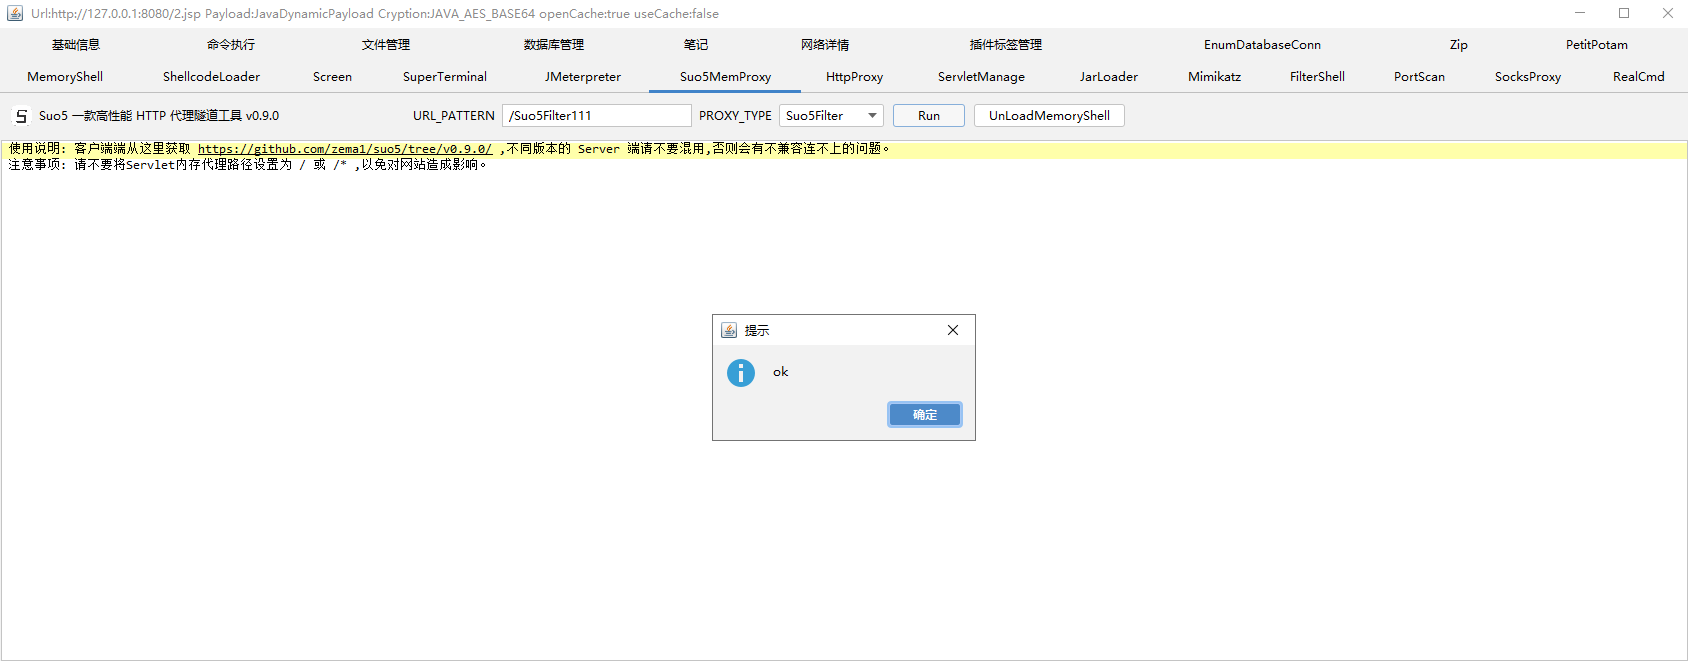 Url:http://127.0.0.1:8080/2.jsp Payload:JavaDynamicPayload Cryption:JAVA_AES_BASE64 openCache:true useCache:false
基础信息 命令执行 文件管理 数据库管理 笔记 网络详情 插件标签管理 EnumDatabaseConn Zip PetitPotam
MemoryShell ShellcodeLoader Screen SuperTerminal JMeterpreter Suo5MemProxy HttpProxy ServletManage JarLoader Mimikatz FilterShell PortScan SocksProxy RealCmd
Suo5 一款高性能 HTTP 代理隧道工具 v0.9.0 URL_PATTERN /Suo5Filter111 PROXY_TYPE Suo5Filter Run UnLoadMemoryShell
使用说明: 客户端端从这里获取 https://github.com/zema1/suo5/tree/v0.9.0/ ,不同版本的 Server 端请不要混用,否则会有不兼容连不上的问题。
注意事项: 请不要将Servlet内存代理路径设置为 / 或 /* ,以免对网站造成影响。
提示
ok
确定